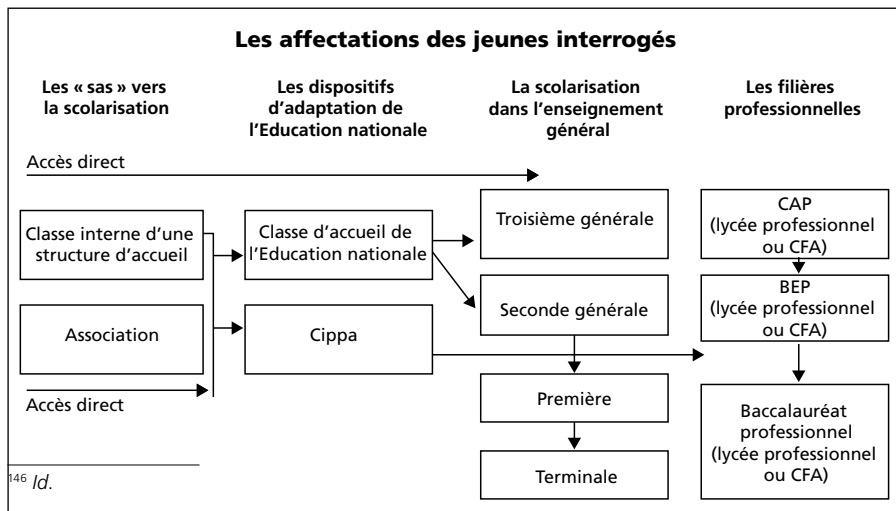 Les affectations des jeunes interrogés
Les « sas » vers
la scolarisation
Les dispositifs
d'adaptation de
l'Education nationale
La scolarisation
dans l'enseignement
général
Les filières
professionnelles
Accès direct
Classe interne d'une
structure d'accueil
Classe d'accueil de
l'Education nationale
Troisième générale
CAP
(lycée professionnel
ou CFA)
Association
Cippa
Seconde générale
BEP
(lycée professionnel
ou CFA)
Accès direct
Première
Terminale
Baccalauréat
professionnel
(lycée professionnel
ou CFA)
146 Id.